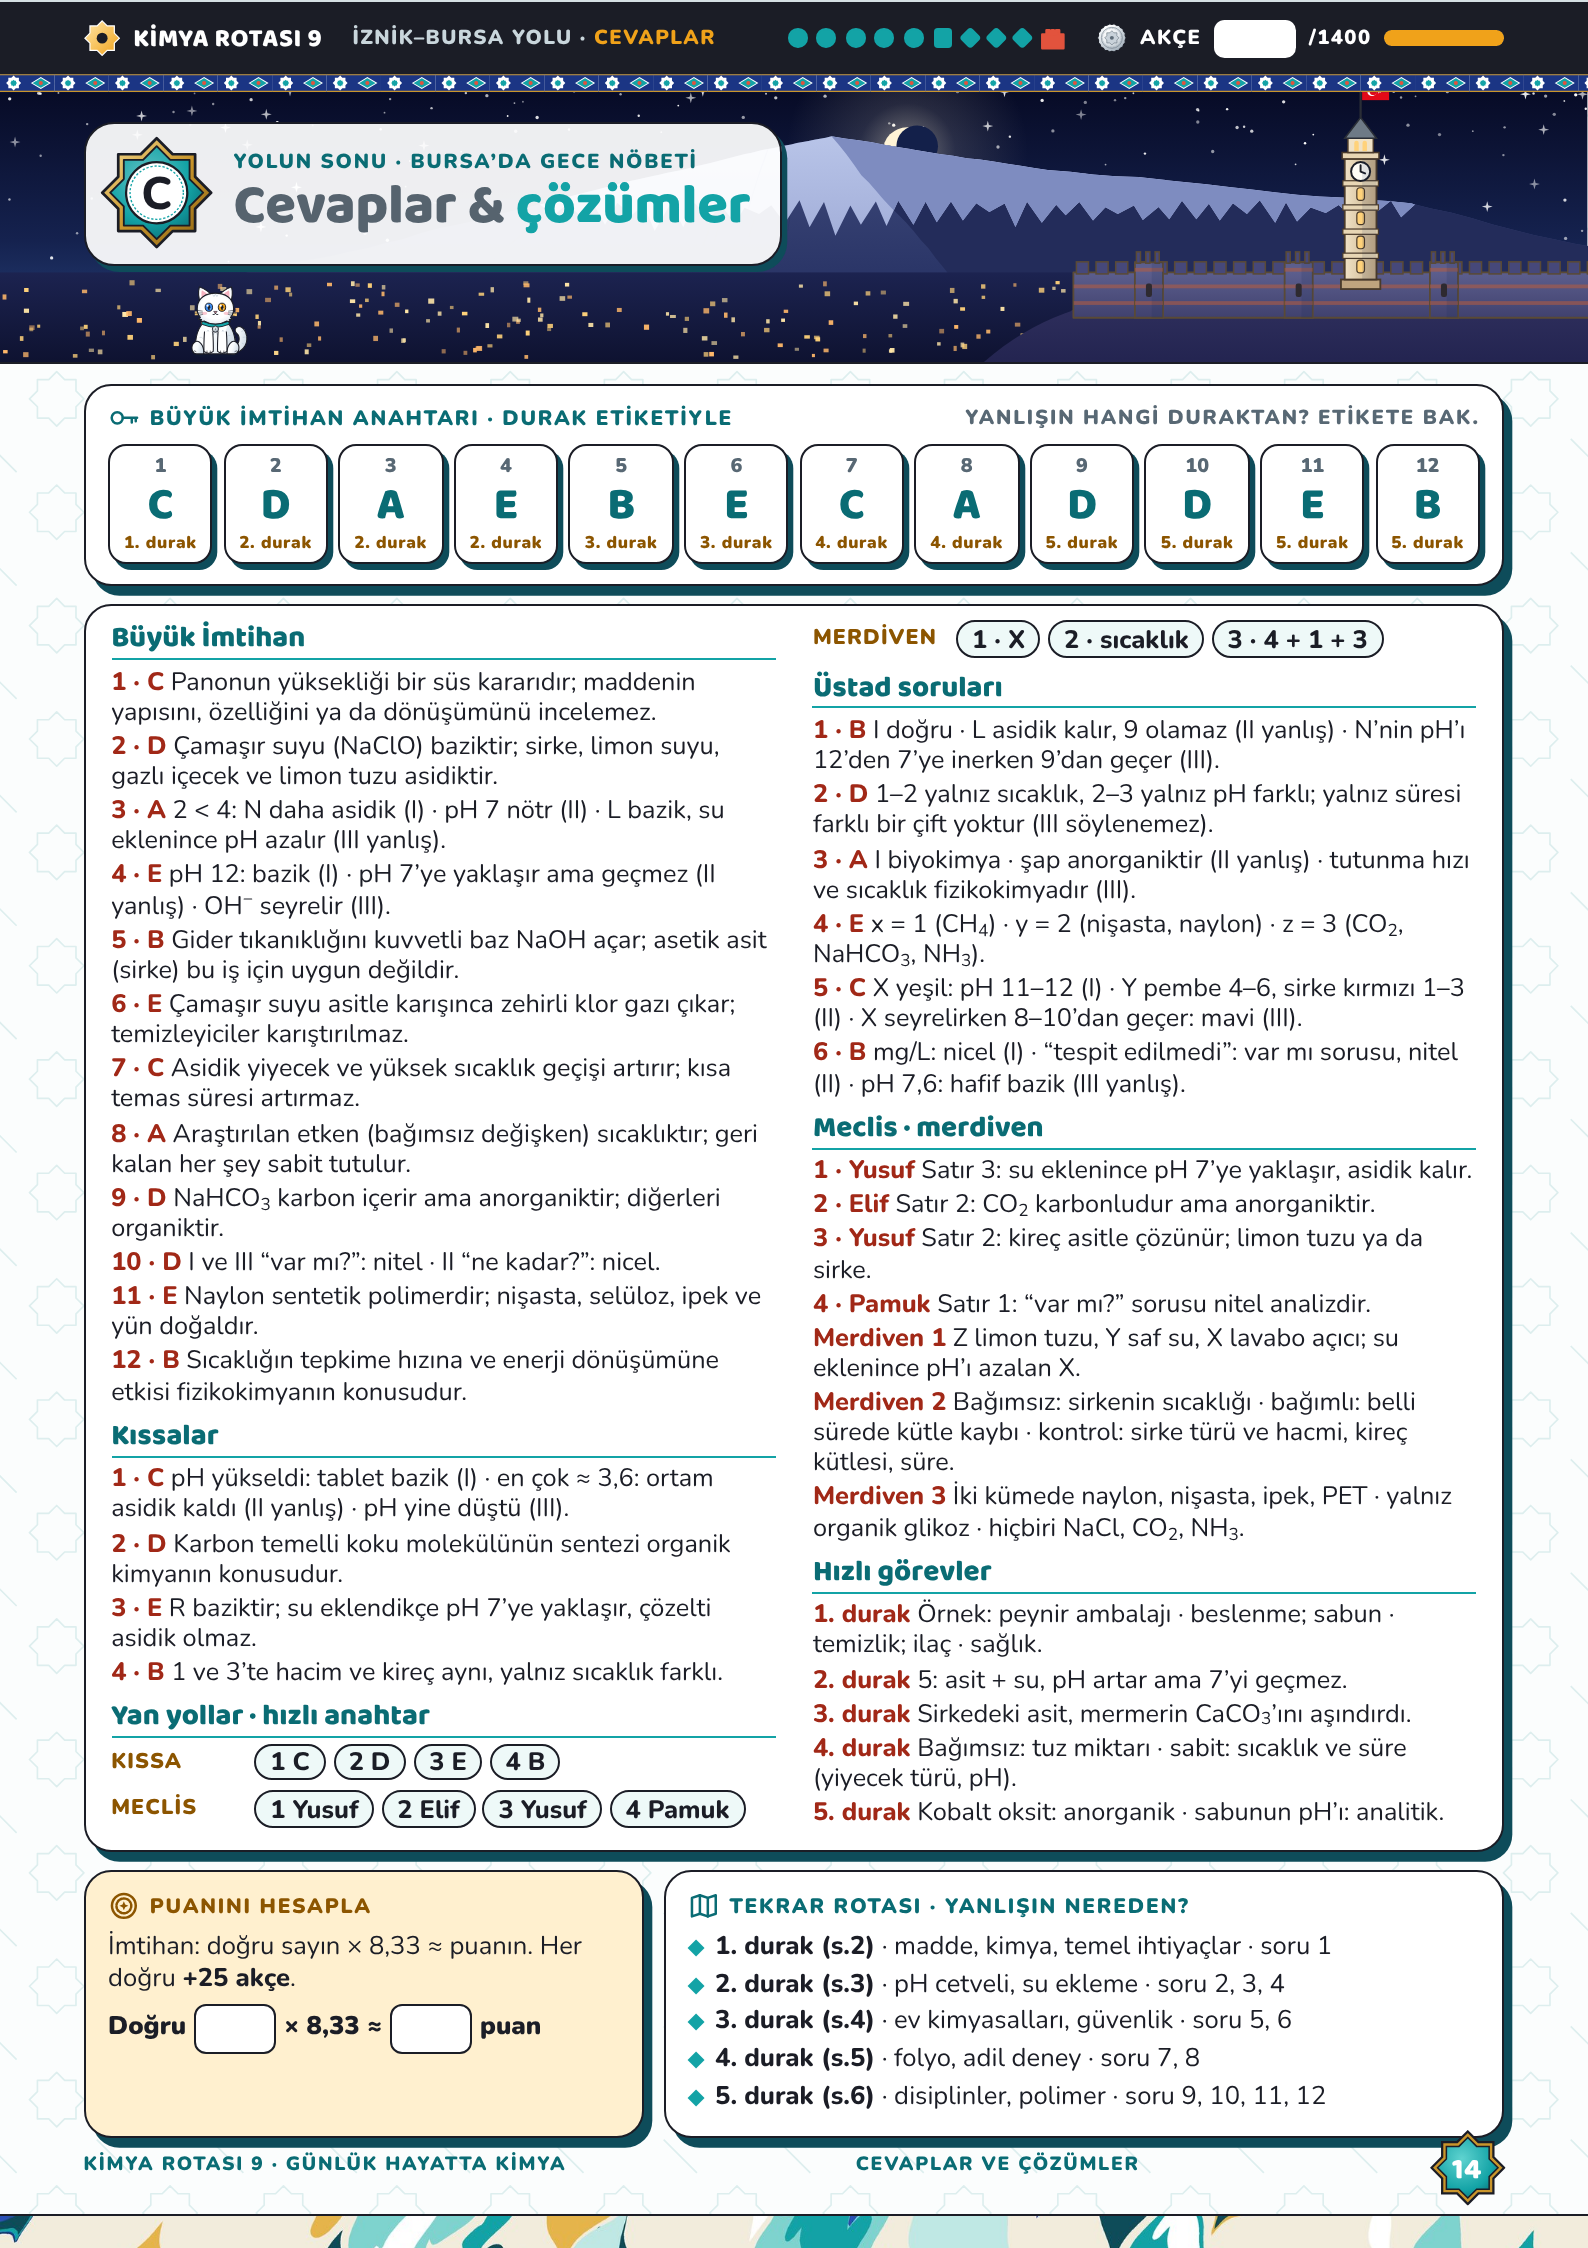 KİMYA ROTASI 9 İZNİK–BURSA YOLU · CEVAPLAR AKÇE /1400
C
YOLUN SONU · BURSA’DA GECE NÖBETİ
Cevaplar & çözümler
BÜYÜK İMTİHAN ANAHTARI · DURAK ETİKETİYLE YANLIŞIN HANGİ DURAKTAN? ETİKETE BAK.
1 2 3 4 5 6 7 8 9 10 11 12
C D A E B E C A D D E B
1. durak 2. durak 2. durak 2. durak 3. durak 3. durak 4. durak 4. durak 5. durak 5. durak 5. durak 5. durak
Büyük İmtihan
1 · C Panonun yüksekliği bir süs kararıdır; maddenin
yapısını, özelliğini ya da dönüşümünü incelemez.
2 · D Çamaşır suyu (NaClO) baziktir; sirke, limon suyu,
gazlı içecek ve limon tuzu asidiktir.
3 · A 2 < 4: N daha asidik (I) · pH 7 nötr (II) · L bazik, su
eklenince pH azalır (III yanlış).
4 · E pH 12: bazik (I) · pH 7’ye yaklaşır ama geçmez (II
yanlış) · OH⁻ seyrelir (III).
5 · B Gider tıkanıklığını kuvvetli baz NaOH açar; asetik asit
(sirke) bu iş için uygun değildir.
6 · E Çamaşır suyu asitle karışınca zehirli klor gazı çıkar;
temizleyiciler karıştırılmaz.
7 · C Asidik yiyecek ve yüksek sıcaklık geçişi artırır; kısa
temas süresi artırmaz.
8 · A Araştırılan etken (bağımsız değişken) sıcaklıktır; geri
kalan her şey sabit tutulur.
9 · D NaHCO₃ karbon içerir ama anorganiktir; diğerleri
organiktir.
10 · D I ve III “var mı?”: nitel · II “ne kadar?”: nicel.
11 · E Naylon sentetik polimerdir; nişasta, selüloz, ipek ve
yün doğaldır.
12 · B Sıcaklığın tepkime hızına ve enerji dönüşümüne
etkisi fizikokimyanın konusudur.
Kıssalar
1 · C pH yükseldi: tablet bazik (I) · en çok ≈ 3,6: ortam
asidik kaldı (II yanlış) · pH yine düştü (III).
2 · D Karbon temelli koku molekülünün sentezi organik
kimyanın konusudur.
3 · E R baziktir; su eklendikçe pH 7’ye yaklaşır, çözelti
asidik olmaz.
4 · B 1 ve 3’te hacim ve kireç aynı, yalnız sıcaklık farklı.
Yan yollar · hızlı anahtar
KISSA 1 C 2 D 3 E 4 B
MECLİS 1 Yusuf 2 Elif 3 Yusuf 4 Pamuk
MERDİVEN 1 · X 2 · sıcaklık 3 · 4 + 1 + 3
Üstad soruları
1 · B I doğru · L asidik kalır, 9 olamaz (II yanlış) · N’nin pH’ı
12’den 7’ye inerken 9’dan geçer (III).
2 · D 1–2 yalnız sıcaklık, 2–3 yalnız pH farklı; yalnız süresi
farklı bir çift yoktur (III söylenemez).
3 · A I biyokimya · şap anorganiktir (II yanlış) · tutunma hızı
ve sıcaklık fizikokimyadır (III).
4 · E x = 1 (CH₄) · y = 2 (nişasta, naylon) · z = 3 (CO₂,
NaHCO₃, NH₃).
5 · C X yeşil: pH 11–12 (I) · Y pembe 4–6, sirke kırmızı 1–3
(II) · X seyrelirken 8–10’dan geçer: mavi (III).
6 · B mg/L: nicel (I) · “tespit edilmedi”: var mı sorusu, nitel
(II) · pH 7,6: hafif bazik (III yanlış).
Meclis · merdiven
1 · Yusuf Satır 3: su eklenince pH 7’ye yaklaşır, asidik kalır.
2 · Elif Satır 2: CO₂ karbonludur ama anorganiktir.
3 · Yusuf Satır 2: kireç asitle çözünür; limon tuzu ya da
sirke.
4 · Pamuk Satır 1: “var mı?” sorusu nitel analizdir.
Merdiven 1 Z limon tuzu, Y saf su, X lavabo açıcı; su
eklenince pH’ı azalan X.
Merdiven 2 Bağımsız: sirkenin sıcaklığı · bağımlı: belli
sürede kütle kaybı · kontrol: sirke türü ve hacmi, kireç
kütlesi, süre.
Merdiven 3 İki kümede naylon, nişasta, ipek, PET · yalnız
organik glikoz · hiçbiri NaCl, CO₂, NH₃.
Hızlı görevler
1. durak Örnek: peynir ambalajı · beslenme; sabun ·
temizlik; ilaç · sağlık.
2. durak 5: asit + su, pH artar ama 7’yi geçmez.
3. durak Sirkedeki asit, mermerin CaCO₃’ını aşındırdı.
4. durak Bağımsız: tuz miktarı · sabit: sıcaklık ve süre
(yiyecek türü, pH).
5. durak Kobalt oksit: anorganik · sabunun pH’ı: analitik.
PUANINI HESAPLA
İmtihan: doğru sayın × 8,33 ≈ puanın. Her
doğru +25 akçe.
Doğru × 8,33 ≈ puan
TEKRAR ROTASI · YANLIŞIN NEREDEN?
1. durak (s.2) · madde, kimya, temel ihtiyaçlar · soru 1
2. durak (s.3) · pH cetveli, su ekleme · soru 2, 3, 4
3. durak (s.4) · ev kimyasalları, güvenlik · soru 5, 6
4. durak (s.5) · folyo, adil deney · soru 7, 8
5. durak (s.6) · disiplinler, polimer · soru 9, 10, 11, 12
KİMYA ROTASI 9 · GÜNLÜK HAYATTA KİMYA CEVAPLAR VE ÇÖZÜMLER 14